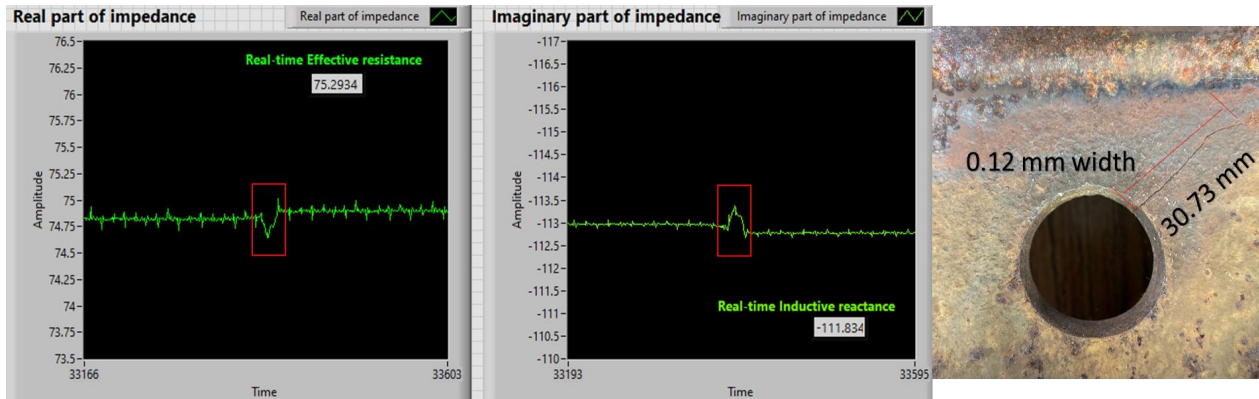 Real part of impedance
Real part of impedance
76.5
76.25
76
75.75
75.5
75.25
75
74.75
74.5
74.25
74
73.75
73.5
Amplitude
Real-time Effective resistance
75.2934
33166
33603
Time
Imaginary part of impedance
Imaginary part of impedance
-117
-116.5
-116
-115.5
-115
-114.5
-114
-113.5
-113
-112.5
-112
-111.5
-111
-110.5
-110
Amplitude
Real-time Inductive reactance
-111.834
33193
33595
Time
0.12 mm width
30.73 mm